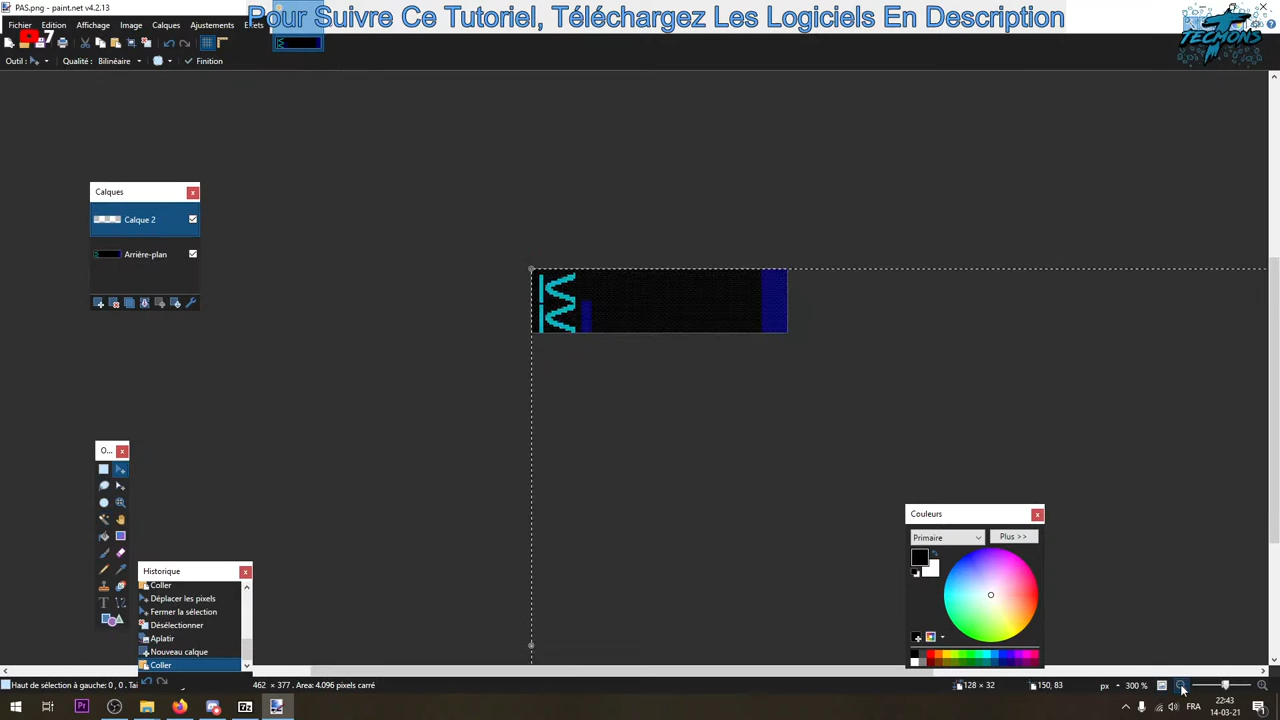 PAS.png - paint.net v4.2.13
Pour Suivre Ce Tutoriel, Téléchargez Les Logiciels En Description
TECMONS
Fichier Edition Affichage Image Calques Ajustements Effets
7
Outil : Qualité : Bilinéaire Finition
Calques
Calque 2
Arrière-plan
O...
Historique
Coller
Déplacer les pixels
Fermer la sélection
Désélectionner
Aplatir
Nouveau calque
Coller
Couleurs
Primaire
Plus >>
Haut de sélection à gauche: 0 , 0. 462 × 377 . Area: 4.096 pixels carré
128 × 32
150, 83
px
300 %
FRA
22:43
14-03-21